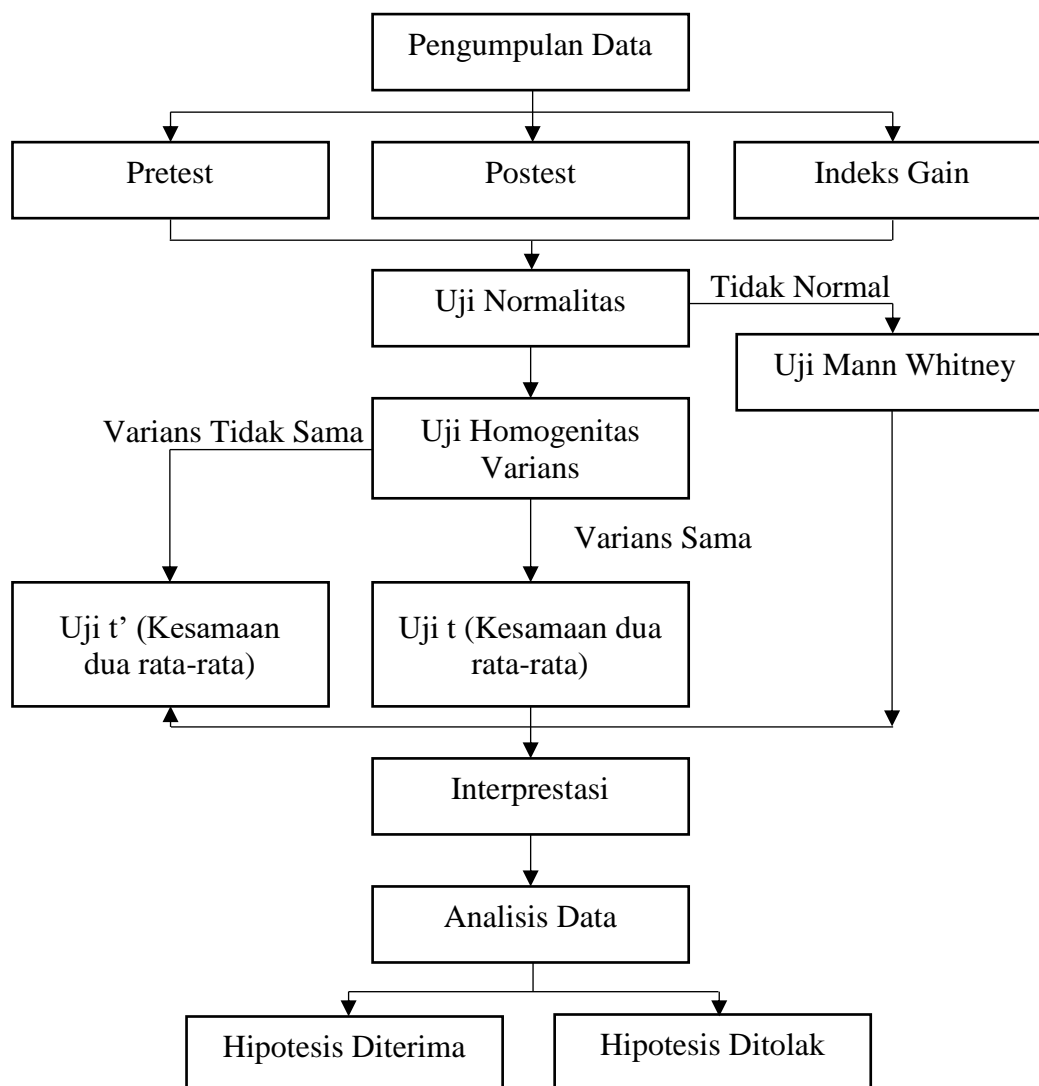 Pengumpulan Data
Pretest
Postest
Indeks Gain
Uji Normalitas
Tidak Normal
Uji Mann Whitney
Varians Tidak Sama
Uji Homogenitas
Varians
Varians Sama
Uji t’ (Kesamaan
dua rata-rata)
Uji t (Kesamaan dua
rata-rata)
Interprestasi
Analisis Data
Hipotesis Diterima
Hipotesis Ditolak